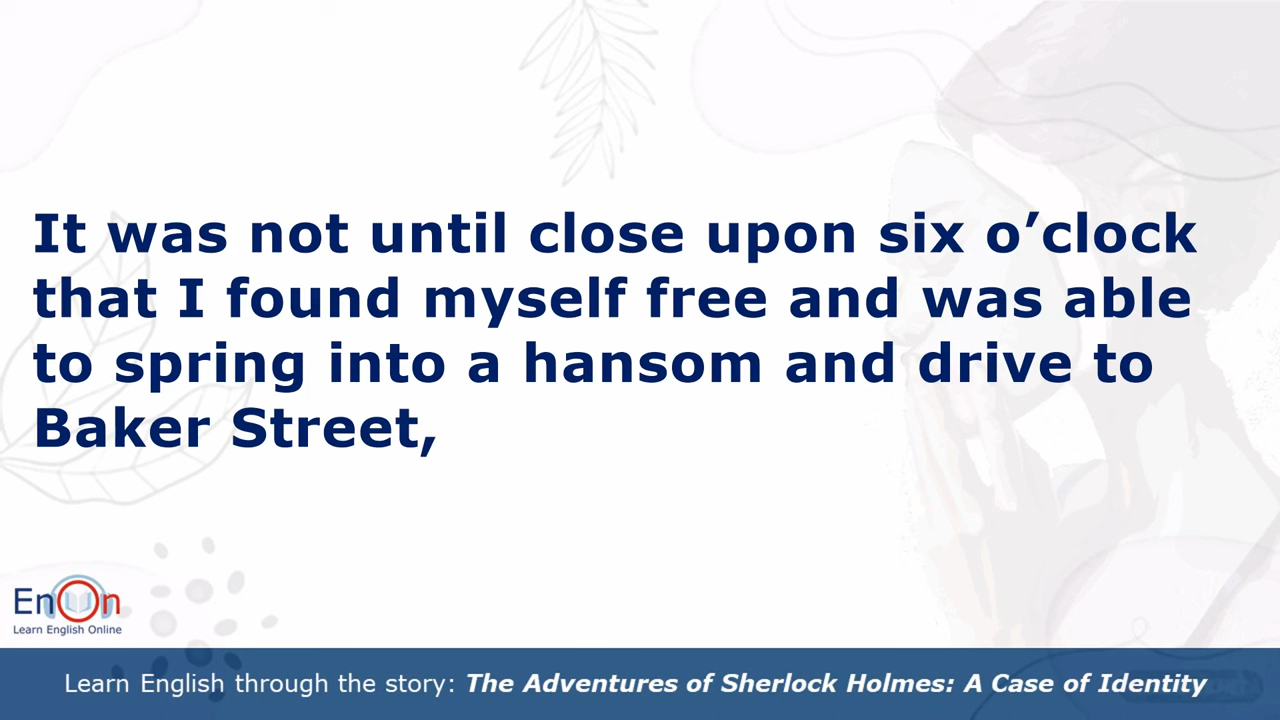 It was not until close upon six o’clock
that I found myself free and was able
to spring into a hansom and drive to
Baker Street,
EnOn
Learn English Online
Learn English through the story: The Adventures of Sherlock Holmes: A Case of Identity